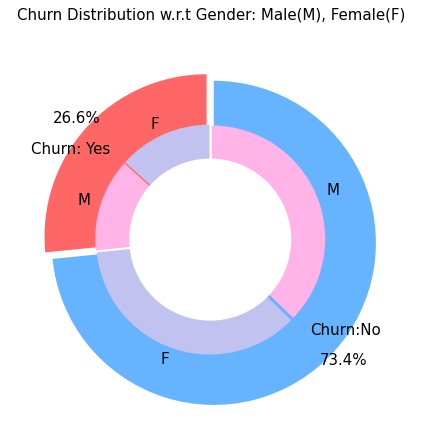 Churn Distribution w.r.t Gender: Male(M), Female(F)
26.6%
Churn: Yes
F
M
M
F
Churn:No
73.4%